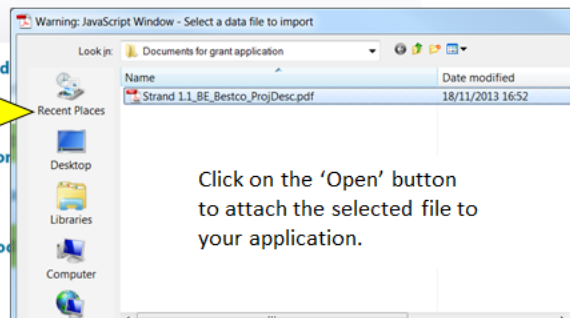 Warning: JavaScript Window - Select a data file to import
Look in: Documents for grant application
Name Date modified
Strand 1.1_BE_Bestco_ProjDesc.pdf 18/11/2013 16:52
Recent Places
Desktop
Libraries
Computer
Click on the ‘Open’ button
to attach the selected file to
your application.